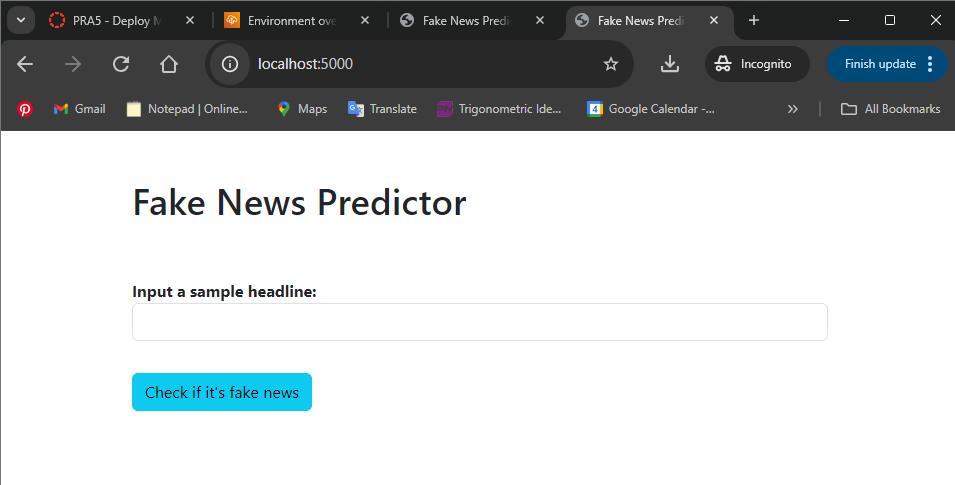 PRA5 - Deploy M
Environment ove
Fake News Predi
Fake News Predi
localhost:5000
Incognito
Finish update
Gmail
Notepad | Online...
Maps
Translate
Trigonometric Ide...
4
Google Calendar -...
All Bookmarks
Fake News Predictor
Input a sample headline:
Check if it's fake news